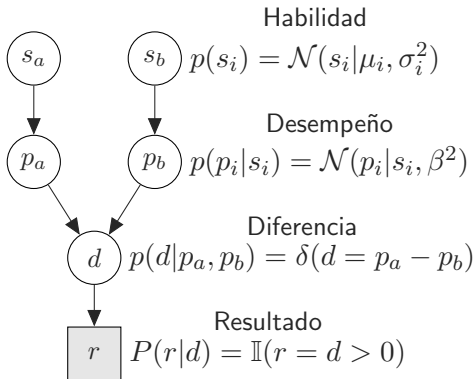 Habilidad
s_a s_b p(s_i) = 𝒩(s_i|μ_i, σ_i^2)
Desempeño
p_a p_b p(p_i|s_i) = 𝒩(p_i|s_i, β^2)
Diferencia
d p(d|p_a, p_b) = δ(d = p_a − p_b)
Resultado
r P(r|d) = 𝕀(r = d > 0)